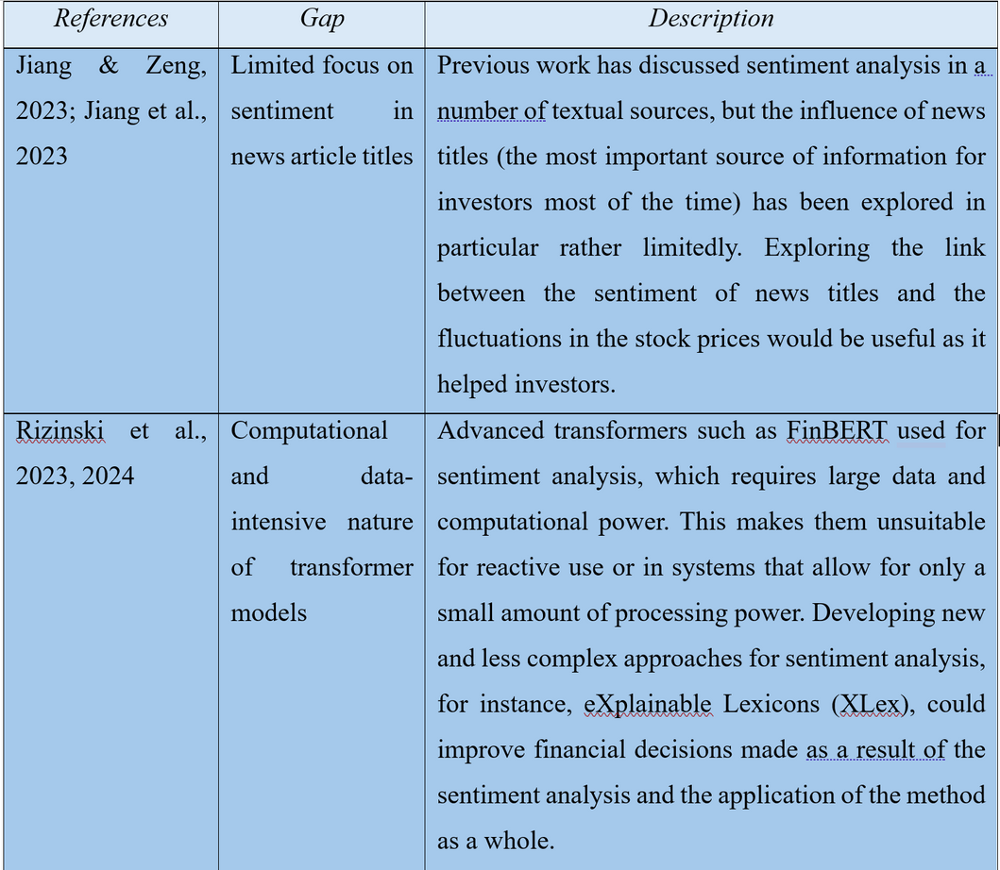 References Gap Description
Jiang & Zeng,
2023; Jiang et al.,
2023
Limited focus on
sentiment in
news article titles
Previous work has discussed sentiment analysis in a
number of textual sources, but the influence of news
titles (the most important source of information for
investors most of the time) has been explored in
particular rather limitedly. Exploring the link
between the sentiment of news titles and the
fluctuations in the stock prices would be useful as it
helped investors.
Rizinski et al.,
2023, 2024
Computational
and data-
intensive nature
of transformer
models
Advanced transformers such as FinBERT used for
sentiment analysis, which requires large data and
computational power. This makes them unsuitable
for reactive use or in systems that allow for only a
small amount of processing power. Developing new
and less complex approaches for sentiment analysis,
for instance, eXplainable Lexicons (XLex), could
improve financial decisions made as a result of the
sentiment analysis and the application of the method
as a whole.